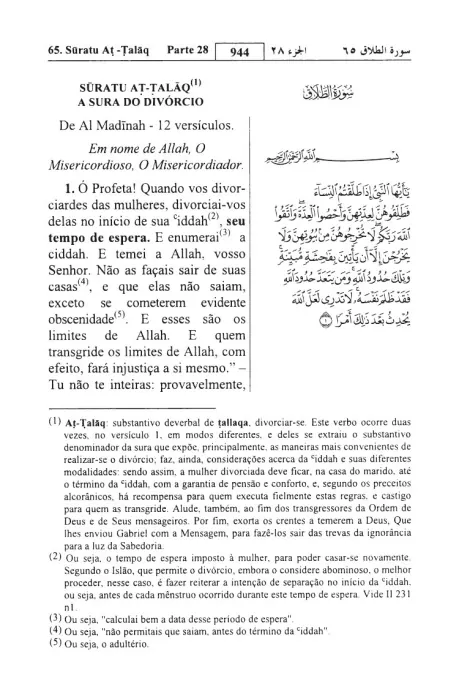 65. Sūratu Aṭ -Ṭalāq Parte 28 944 الجزء ٢٨ سورة الطلاق ٦٥
SŪRATU AṬ-ṬALĀQ(1)
A SURA DO DIVÓRCIO
De Al Madīnah - 12 versículos.
Em nome de Allah, O
Misericordioso, O Misericordiador.
1. Ó Profeta! Quando vos divor-
ciardes das mulheres, divorciai-vos
delas no início de sua ᶜiddah(2), seu
tempo de espera. E enumerai(3) a
ciddah. E temei a Allah, vosso
Senhor. Não as façais sair de suas
casas(4), e que elas não saiam,
exceto se cometerem evidente
obscenidade(5). E esses são os
limites de Allah. E quem
transgride os limites de Allah, com
efeito, fará injustiça a si mesmo." –
Tu não te inteiras: provavelmente,
سُورَةُ الطَّلَاقِ
بِسْمِ اللَّهِ الرَّحْمَٰنِ الرَّحِيمِ
يَٰٓأَيُّهَا ٱلنَّبِيُّ إِذَا طَلَّقْتُمُ ٱلنِّسَآءَ
فَطَلِّقُوهُنَّ لِعِدَّتِهِنَّ وَأَحْصُوا۟ ٱلْعِدَّةَ وَٱتَّقُوا۟
ٱللَّهَ رَبَّكُمْ لَا تُخْرِجُوهُنَّ مِنۢ بُيُوتِهِنَّ وَلَا
يَخْرُجْنَ إِلَّآ أَن يَأْتِينَ بِفَٰحِشَةٍ مُّبَيِّنَةٍ
وَتِلْكَ حُدُودُ ٱللَّهِ وَمَن يَتَعَدَّ حُدُودَ ٱللَّهِ
فَقَدْ ظَلَمَ نَفْسَهُۥ لَا تَدْرِى لَعَلَّ ٱللَّهَ
يُحْدِثُ بَعْدَ ذَٰلِكَ أَمْرًا ١
(1) Aṭ-Ṭalāq: substantivo deverbal de ṭallaqa, divorciar-se. Este verbo ocorre duas
vezes, no versículo 1, em modos diferentes, e deles se extraiu o substantivo
denominador da sura que expõe, principalmente, as maneiras mais convenientes de
realizar-se o divórcio; faz, ainda, considerações acerca da ᶜiddah e suas diferentes
modalidades: sendo assim, a mulher divorciada deve ficar, na casa do marido, até
o término da ᶜiddah, com a garantia de pensão e conforto, e, segundo os preceitos
alcorânicos, há recompensa para quem executa fielmente estas regras, e castigo
para quem as transgride. Alude, também, ao fim dos transgressores da Ordem de
Deus e de Seus mensageiros. Por fim, exorta os crentes a temerem a Deus, Que
lhes enviou Gabriel com a Mensagem, para fazê-los sair das trevas da ignorância
para a luz da Sabedoria.
(2) Ou seja, o tempo de espera imposto à mulher, para poder casar-se novamente.
Segundo o Islão, que permite o divórcio, embora o considere abominoso, o melhor
proceder, nesse caso, é fazer reiterar a intenção de separação no início da ᶜiddah,
ou seja, antes de cada mênstruo ocorrido durante este tempo de espera. Vide II 231
n1.
(3) Ou seja, "calculai bem a data desse período de espera".
(4) Ou seja, "não permitais que saiam, antes do término da ᶜiddah".
(5) Ou seja, o adultério.